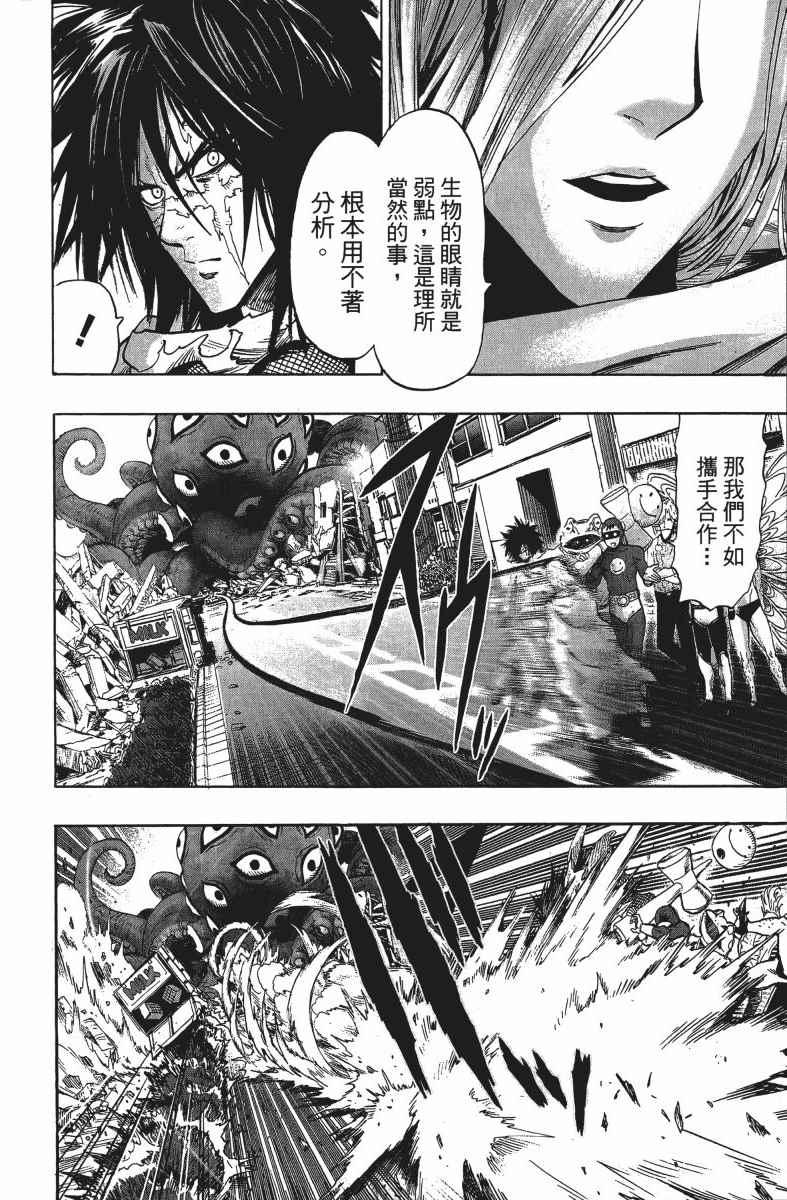 生物的眼睛就是
弱點，這是理所
當然的事，
根本用不著
分析。
！
那我們不如
攜手合作…
MILK
MILK